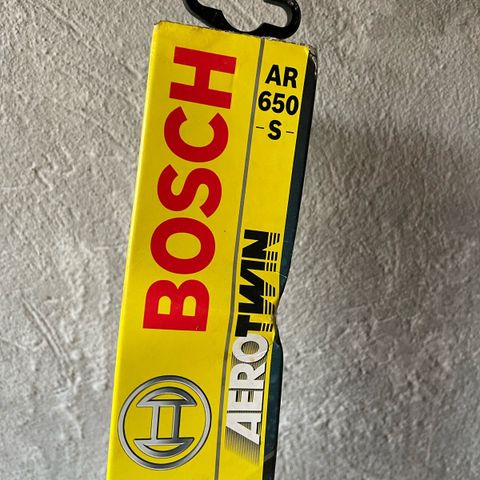 BOSCH
AR
650
-S-
AEROTWIN